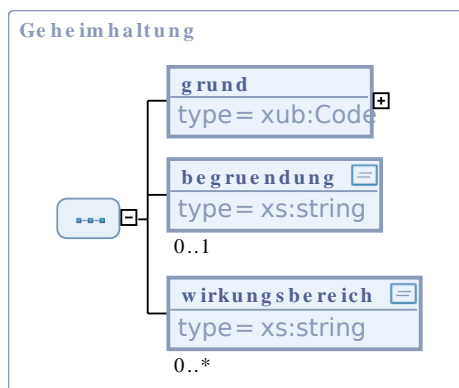 Geheimhaltung
grund
type= xub:Code
begruendung
type= xs:string
0..1
wirkungsbereich
type= xs:string
0..*